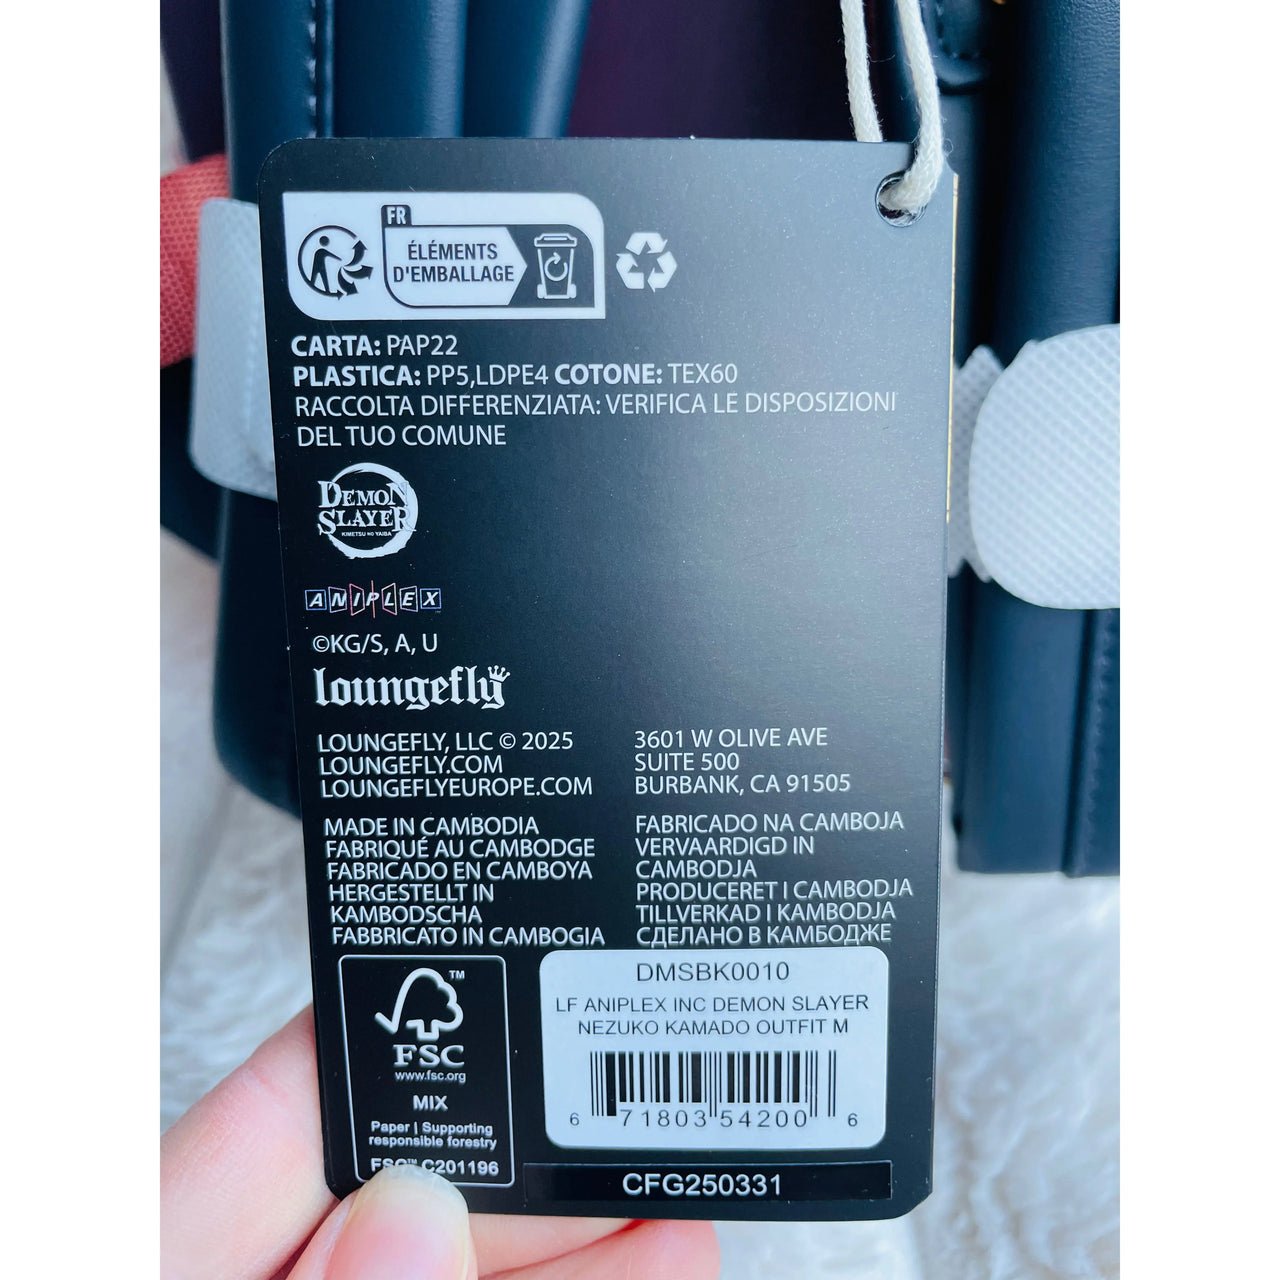 FR
ÉLÉMENTS
D'EMBALLAGE
CARTA: PAP22
PLASTICA: PP5,LDPE4 COTONE: TEX60
RACCOLTA DIFFERENZIATA: VERIFICA LE DISPOSIZIONI
DEL TUO COMUNE
DEMON
SLAYER
KIMETSU NO YAIBA
ANIPLEX
©KG/S, A, U
loungefly
LOUNGEFLY, LLC © 2025
LOUNGEFLY.COM
LOUNGEFLYEUROPE.COM
3601 W OLIVE AVE
SUITE 500
BURBANK, CA 91505
MADE IN CAMBODIA
FABRIQUÉ AU CAMBODGE
FABRICADO EN CAMBOYA
HERGESTELLT IN
KAMBODSCHA
FABBRICATO IN CAMBOGIA
FABRICADO NA CAMBOJA
VERVAARDIGD IN
CAMBODJA
PRODUCERET I CAMBODJA
TILLVERKAD I KAMBODJA
СДЕЛАНО В КАМБОДЖЕ
TM
FSC
www.fsc.org
MIX
Paper | Supporting
responsible forestry
FSC™ C201196
DMSBK0010
LF ANIPLEX INC DEMON SLAYER
NEZUKO KAMADO OUTFIT M
6 71803 54200 6
CFG250331